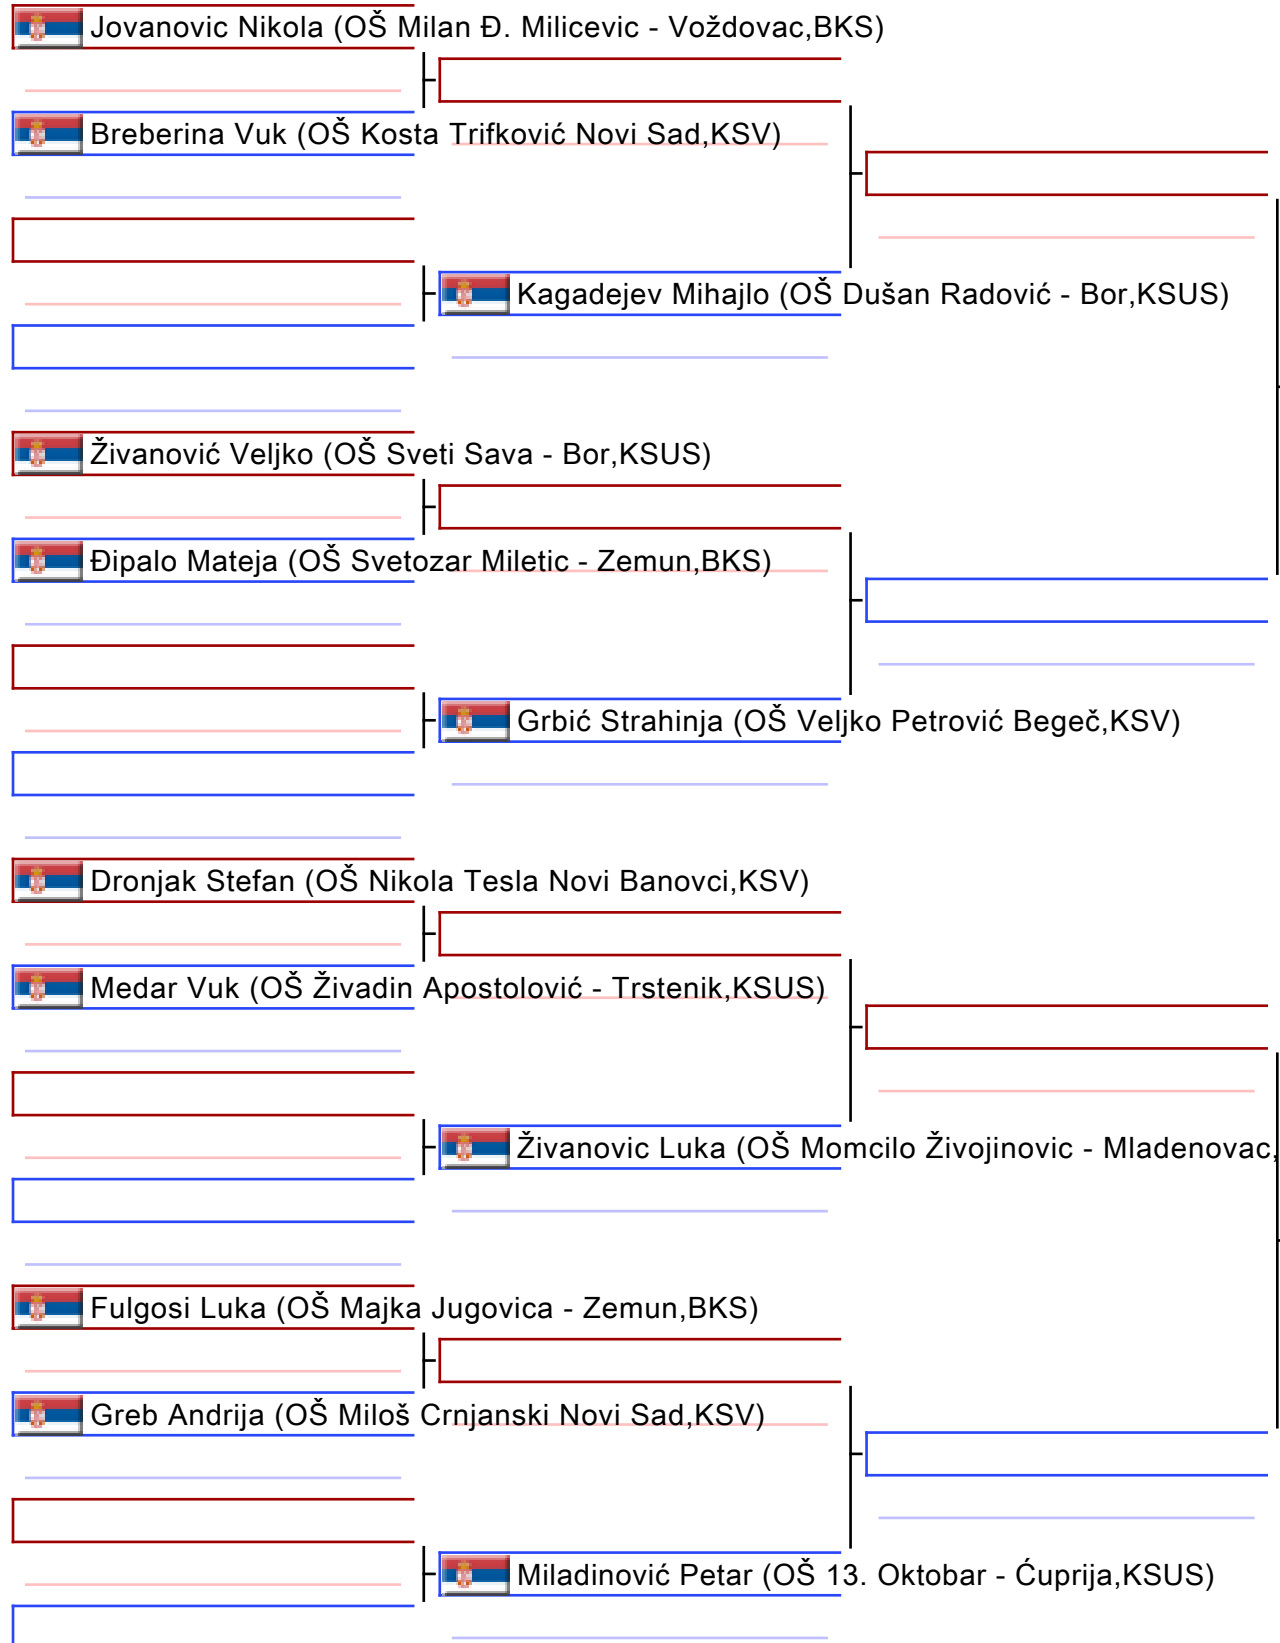 Jovanovic Nikola (OŠ Milan Đ. Milicevic - Voždovac,BKS)
Breberina Vuk (OŠ Kosta Trifković Novi Sad,KSV)
Kagadejev Mihajlo (OŠ Dušan Radović - Bor,KSUS)
Živanović Veljko (OŠ Sveti Sava - Bor,KSUS)
Đipalo Mateja (OŠ Svetozar Miletic - Zemun,BKS)
Grbić Strahinja (OŠ Veljko Petrović Begeč,KSV)
Dronjak Stefan (OŠ Nikola Tesla Novi Banovci,KSV)
Medar Vuk (OŠ Živadin Apostolović - Trstenik,KSUS)
Živanovic Luka (OŠ Momcilo Živojinovic - Mladenovac,
Fulgosi Luka (OŠ Majka Jugovica - Zemun,BKS)
Greb Andrija (OŠ Miloš Crnjanski Novi Sad,KSV)
Miladinović Petar (OŠ 13. Oktobar - Ćuprija,KSUS)